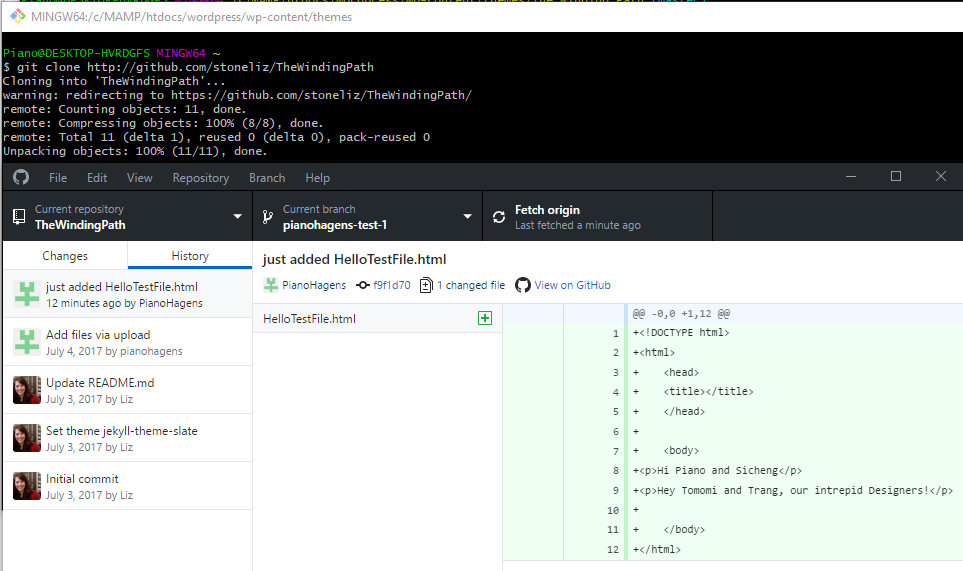 MINGW64:/c/MAMP/htdocs/wordpress/wp-content/themes
Piano@DESKTOP-HVRDGFS MINGW64 ~
$ git clone http://github.com/stoneliz/TheWindingPath
Cloning into 'TheWindingPath'...
warning: redirecting to https://github.com/stoneliz/TheWindingPath/
remote: Counting objects: 11, done.
remote: Compressing objects: 100% (8/8), done.
remote: Total 11 (delta 1), reused 0 (delta 0), pack-reused 0
Unpacking objects: 100% (11/11), done.
File Edit View Repository Branch Help
Current repository
TheWindingPath
Current branch
pianohagens-test-1
Fetch origin
Last fetched a minute ago
Changes
History
just added HelloTestFile.html
12 minutes ago by PianoHagens
Add files via upload
July 4, 2017 by pianohagens
Update README.md
July 3, 2017 by Liz
Set theme jekyll-theme-slate
July 3, 2017 by Liz
Initial commit
July 3, 2017 by Liz
just added HelloTestFile.html
PianoHagens f9f1d70 1 changed file View on GitHub
HelloTestFile.html
@@ -0,0 +1,12 @@
1 +<!DOCTYPE html>
2 +<html>
3 +    <head>
4 +    <title></title>
5 +    </head>
6 +
7 +    <body>
8 +<p>Hi Piano and Sicheng</p>
9 +<p>Hey Tomomi and Trang, our intrepid Designers!</p>
10 +
11 +    </body>
12 +</html>